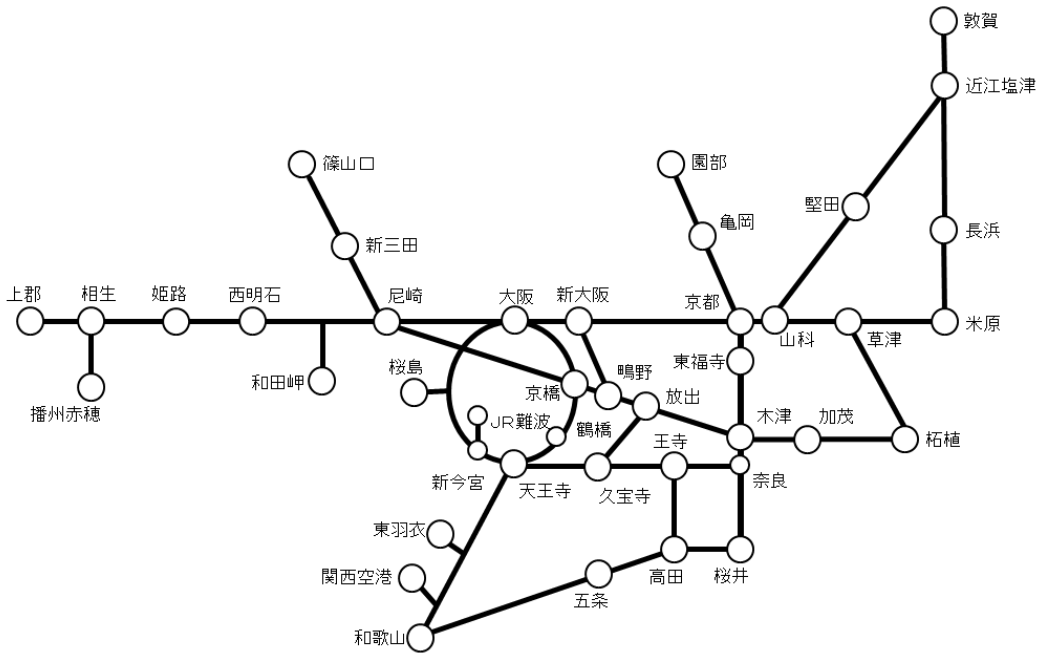 敦賀
近江塩津
篠山口
園部
堅田
亀岡
長浜
新三田
上郡
相生
姫路
西明石
尼崎
大阪
新大阪
京都
米原
山科
草津
東福寺
桜島
京橋
鴫野
和田岬
放出
播州赤穂
JR難波
鶴橋
木津
加茂
柘植
王寺
新今宮
天王寺
久宝寺
奈良
東羽衣
関西空港
高田
桜井
五条
和歌山